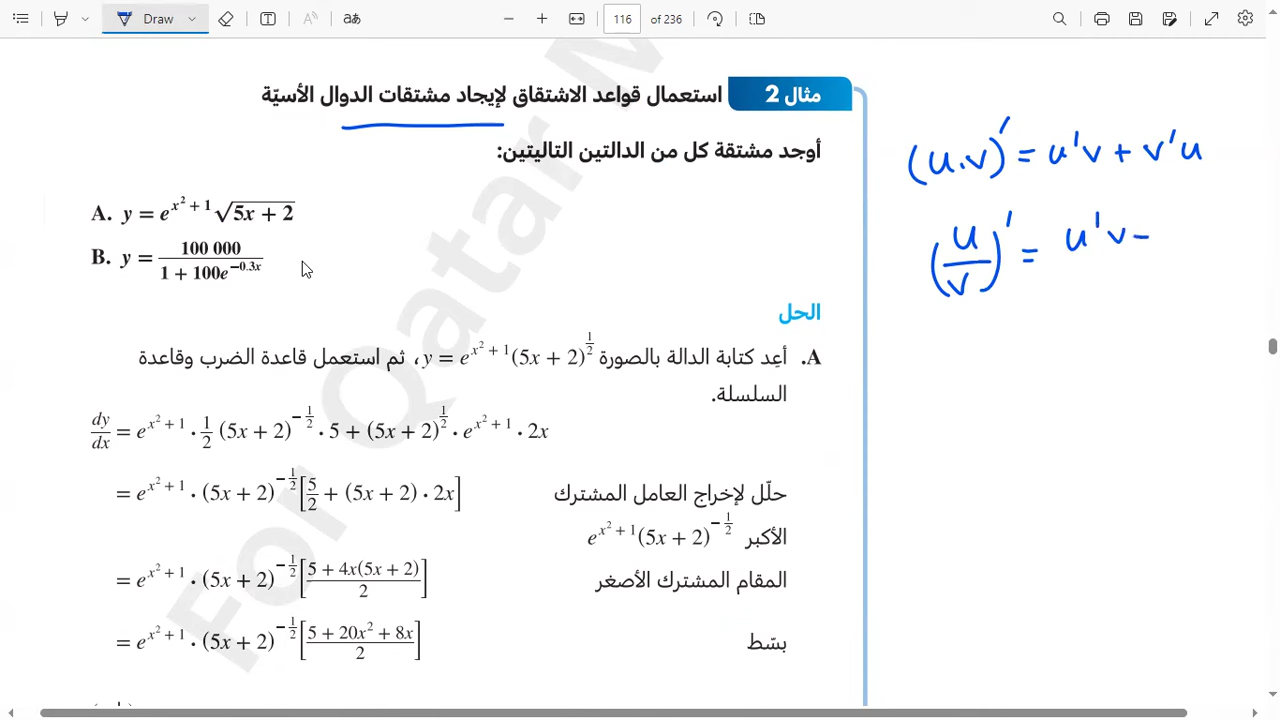 Draw
aあ
116 of 236
مثال 2 استعمال قواعد الاشتقاق لإيجاد مشتقات الدوال الأسيّة
أوجد مشتقة كل من الدالتين التاليتين:
A. y = e^{x² + 1} √(5x + 2)
B. y = 100 000 / (1 + 100e^{−0.3x})
الحل
A. أعِد كتابة الدالة بالصورة y = e^{x² + 1}(5x + 2)^{1/2}، ثم استعمل قاعدة الضرب وقاعدة
السلسلة.
dy/dx = e^{x² + 1} · 1/2 (5x + 2)^{−1/2} · 5 + (5x + 2)^{1/2} · e^{x² + 1} · 2x
= e^{x² + 1} · (5x + 2)^{−1/2} [5/2 + (5x + 2) · 2x] حلّل لإخراج العامل المشترك
الأكبر e^{x² + 1}(5x + 2)^{−1/2}
= e^{x² + 1} · (5x + 2)^{−1/2} [(5 + 4x(5x + 2))/2] المقام المشترك الأصغر
= e^{x² + 1} · (5x + 2)^{−1/2} [(5 + 20x² + 8x)/2] بسّط
For Qatar
(u.v)' = u'v + v'u
(u/v)' = u'v −